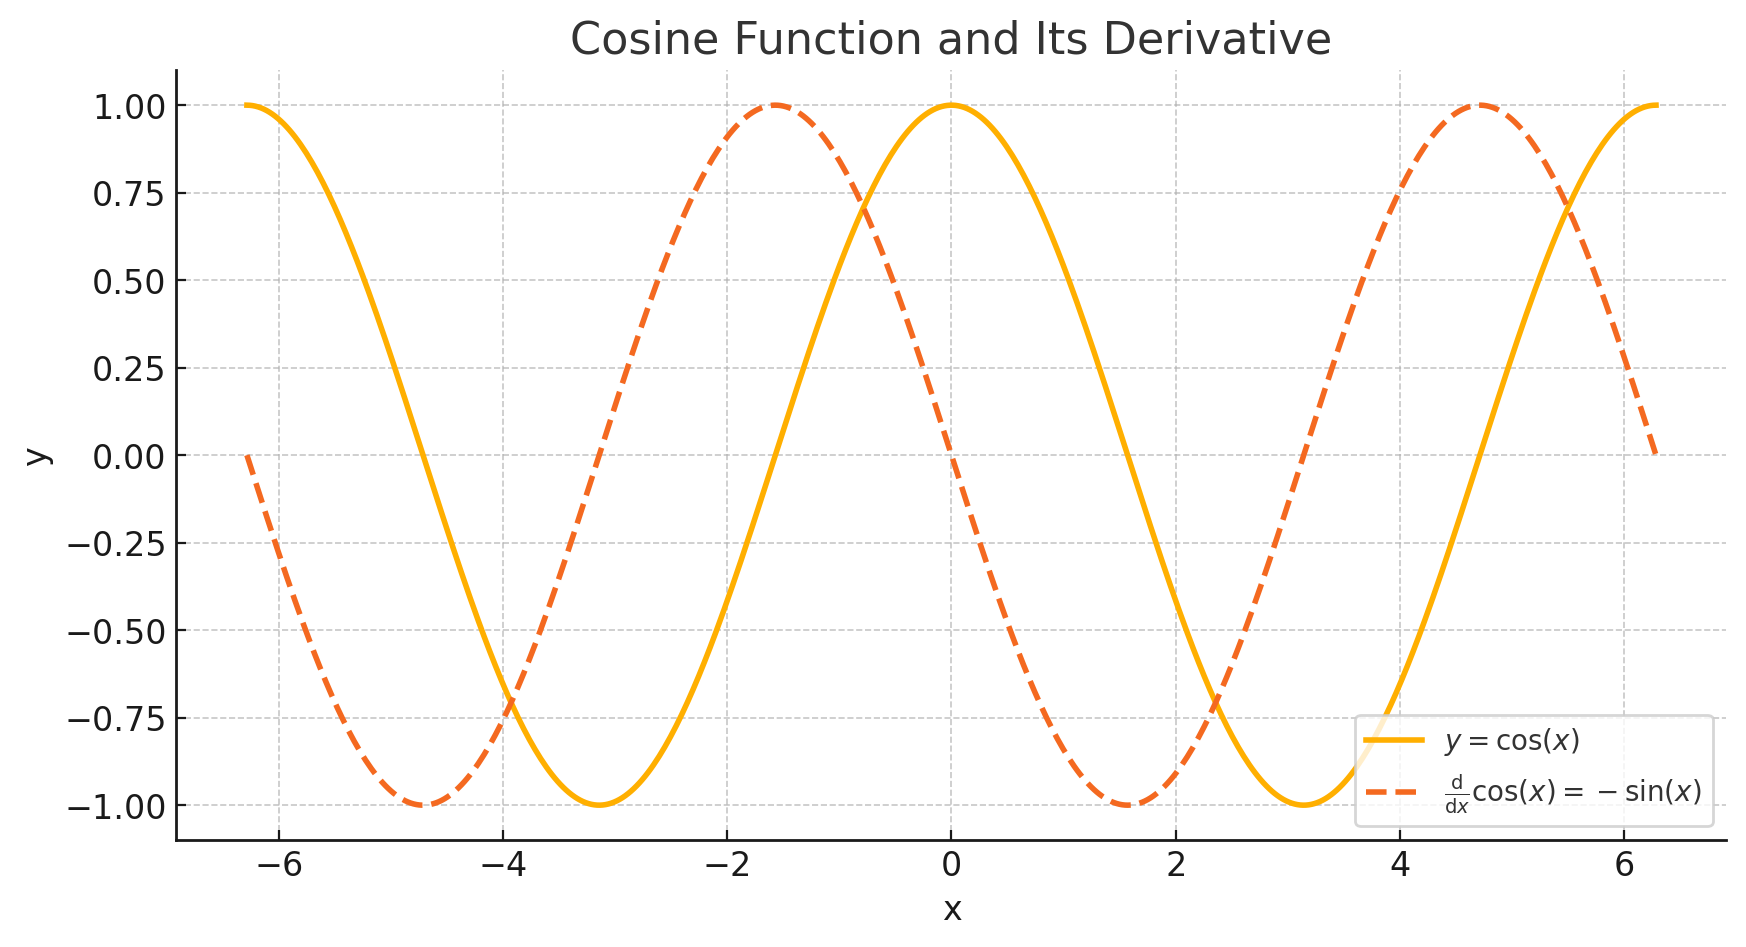 Cosine Function and Its Derivative
1.00
0.75
0.50
0.25
0.00
−0.25
−0.50
−0.75
−1.00
y
−6 −4 −2 0 2 4 6
x
y = cos(x)
d/dx cos(x) = − sin(x)